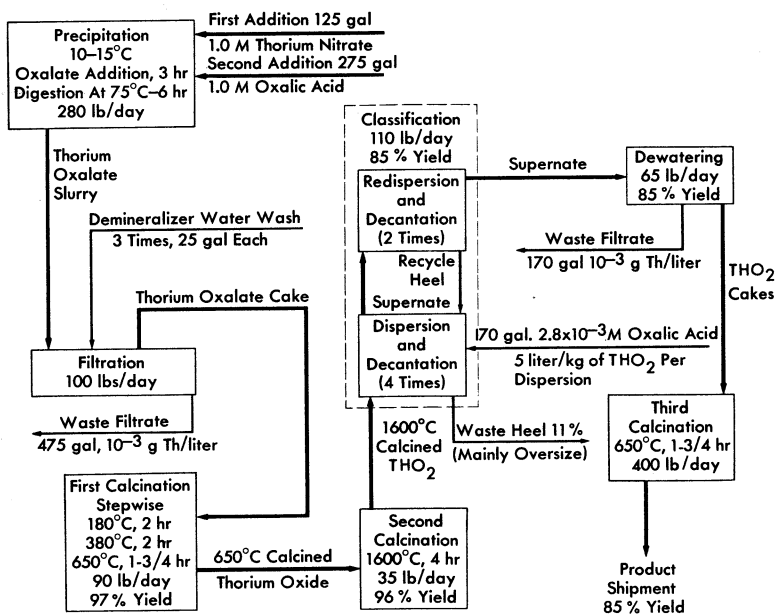 Precipitation
10–15°C
Oxalate Addition, 3 hr
Digestion At 75°C–6 hr
280 lb/day
First Addition 125 gal
1.0 M Thorium Nitrate
Second Addition 275 gal
1.0 M Oxalic Acid
Thorium
Oxalate
Slurry
Demineralizer Water Wash
3 Times, 25 gal Each
Thorium Oxalate Cake
Filtration
100 lbs/day
Waste Filtrate
475 gal, 10⁻³ g Th/liter
First Calcination
Stepwise
180°C, 2 hr
380°C, 2 hr
650°C, 1-3/4 hr
90 lb/day
97% Yield
650°C Calcined
Thorium Oxide
Second
Calcination
1600°C, 4 hr
35 lb/day
96% Yield
1600°C
Calcined
THO₂
Classification
110 lb/day
85% Yield
Redispersion
and
Decantation
(2 Times)
Recycle
Heel
Supernate
Dispersion
and
Decantation
(4 Times)
170 gal. 2.8x10⁻³M Oxalic Acid
5 liter/kg of THO₂ Per
Dispersion
Waste Heel 11%
(Mainly Oversize)
Supernate
Dewatering
65 lb/day
85% Yield
Waste Filtrate
170 gal 10⁻³ g Th/liter
THO₂
Cakes
Third
Calcination
650°C, 1-3/4 hr
400 lb/day
Product
Shipment
85% Yield